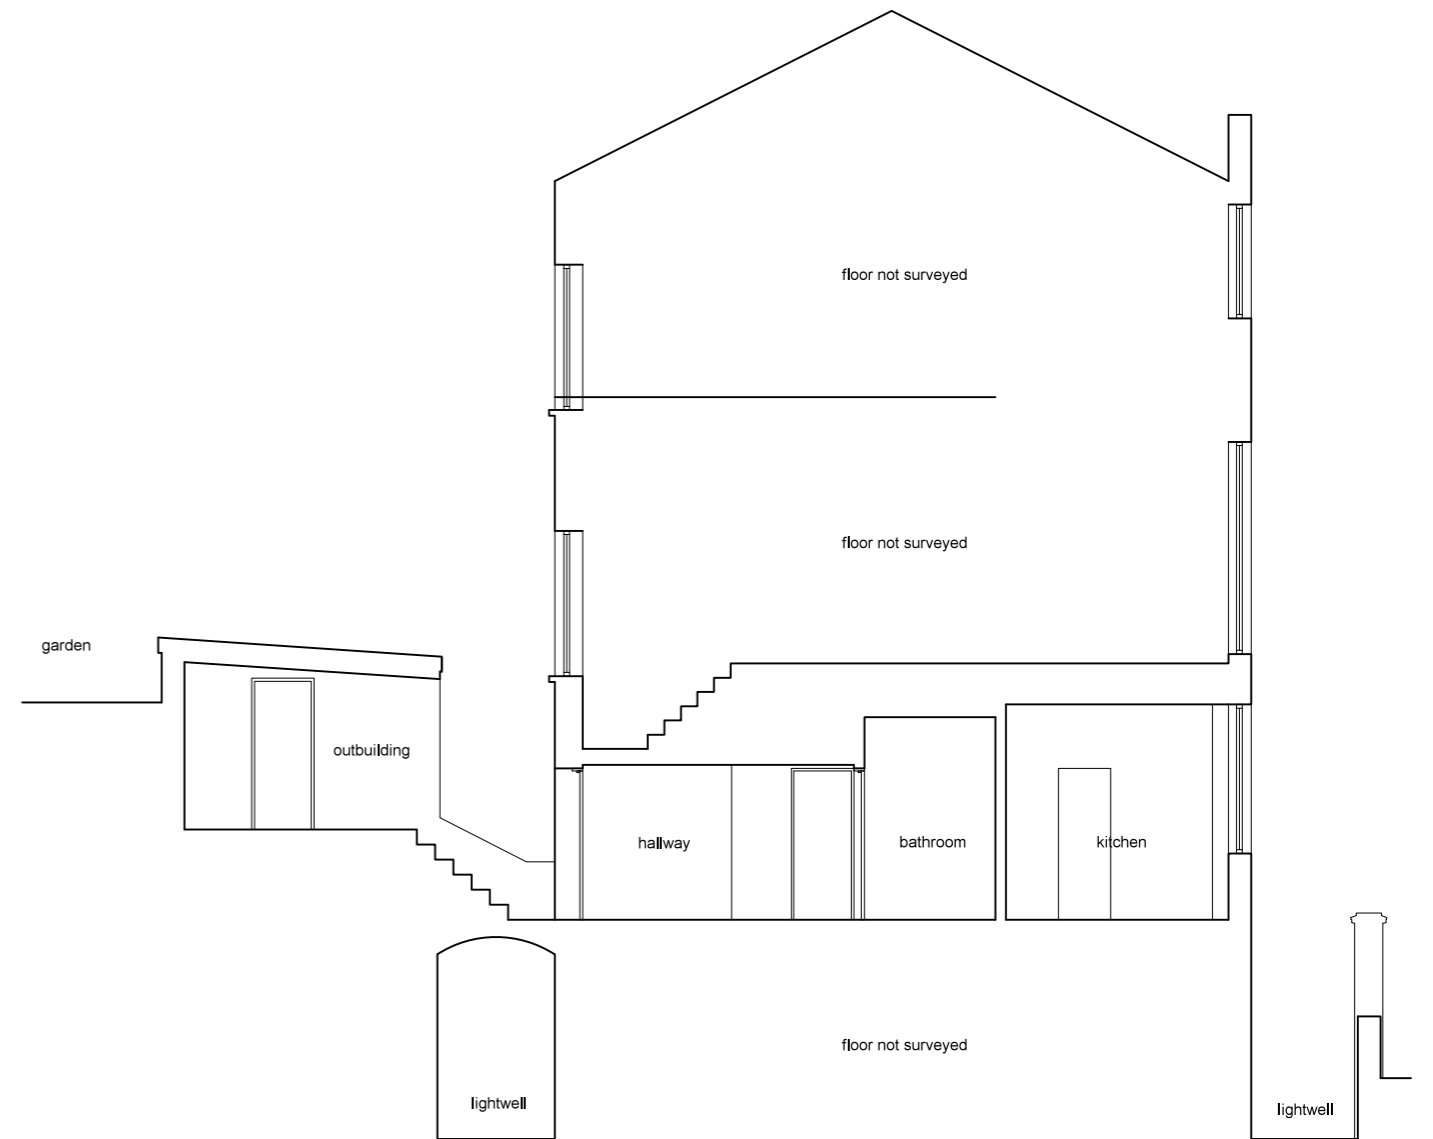 floor not surveyed
floor not surveyed
garden
outbuilding
hallway
bathroom
kitchen
floor not surveyed
lightwell
lightwell